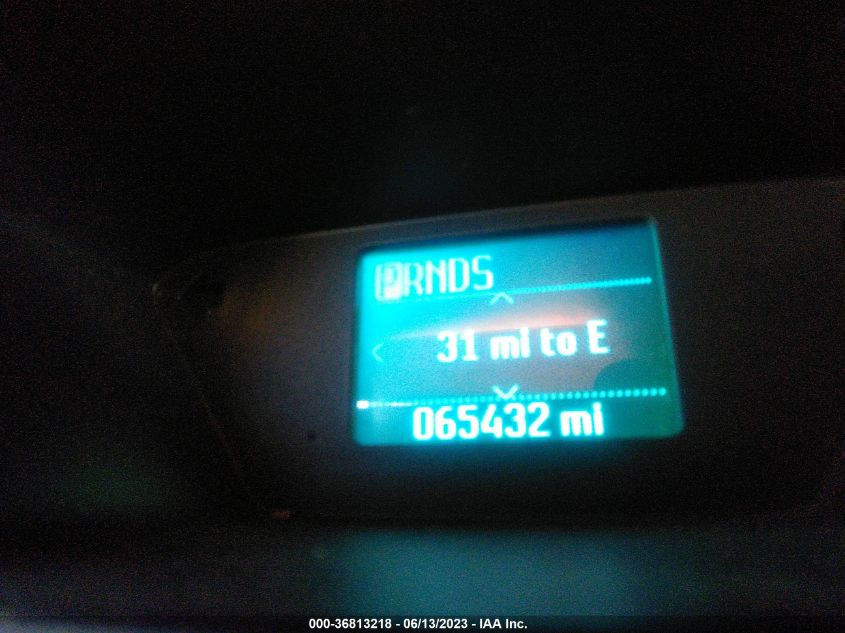 PRNDS
31 mi to E
065432 mi
000-36813218 - 06/13/2023 - IAA Inc.